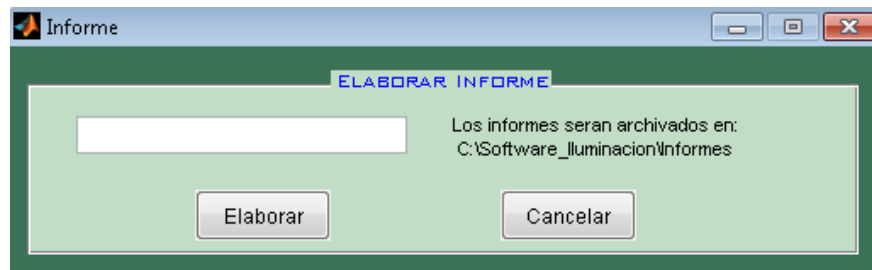 Informe
ELABORAR INFORME
Los informes seran archivados en:
C:\Software_Iluminacion\Informes
Elaborar
Cancelar